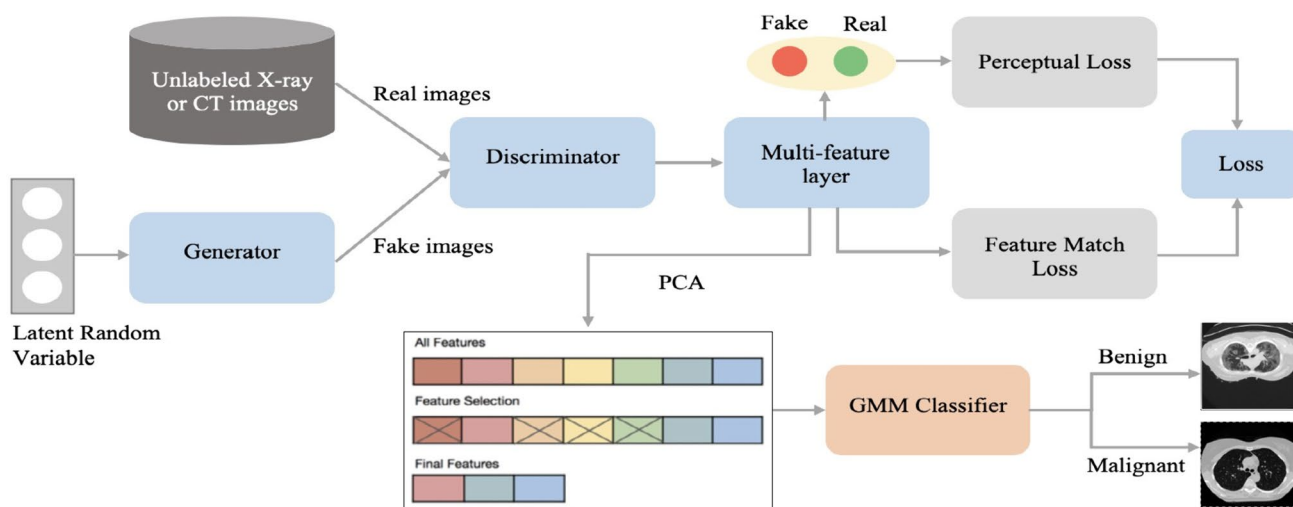 Unlabeled X-ray
or CT images
Real images
Fake
Real
Perceptual Loss
Discriminator
Multi-feature
layer
Loss
Generator
Fake images
Feature Match
Loss
PCA
Latent Random
Variable
All Features
Feature Selection
Final Features
GMM Classifier
Benign
Malignant